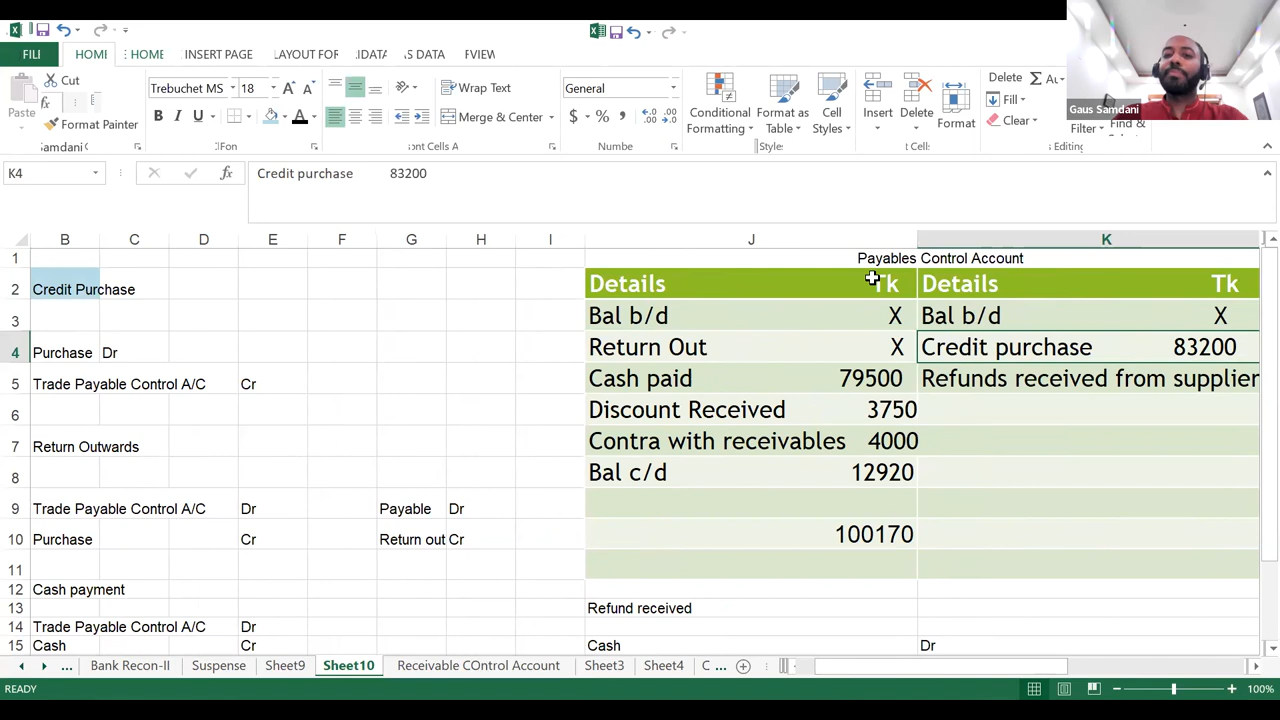 FILI HOME HOME INSERT PAGE LAYOUT FOR
Cut
Format Painter
Samdani
Trebuchet MS 18
B I U
Wrap Text
Merge & Center
General
$ %
Conditional Formatting
Format as Table
Cell Styles
Insert
Delete
Format
Delete
Fill
Clear
Filter
Gaus Samdani
K4
fx
Credit purchase 83200
B C D E F G H I J K
1 Payables Control Account
2 Credit Purchase Details Tk Details Tk
3 Bal b/d X Bal b/d X
4 Purchase Dr Return Out X Credit purchase 83200
5 Trade Payable Control A/C Cr Cash paid 79500 Refunds received from supplier
6 Discount Received 3750
7 Return Outwards Contra with receivables 4000
8 Bal c/d 12920
9 Trade Payable Control A/C Dr Payable Dr
10 Purchase Cr Return out Cr 100170
11
12 Cash payment
13 Refund received
14 Trade Payable Control A/C Dr
15 Cash Cr Cash Dr
... Bank Recon-II Suspense Sheet9 Sheet10 Receivable COntrol Account Sheet3 Sheet4 C ...
READY 100%